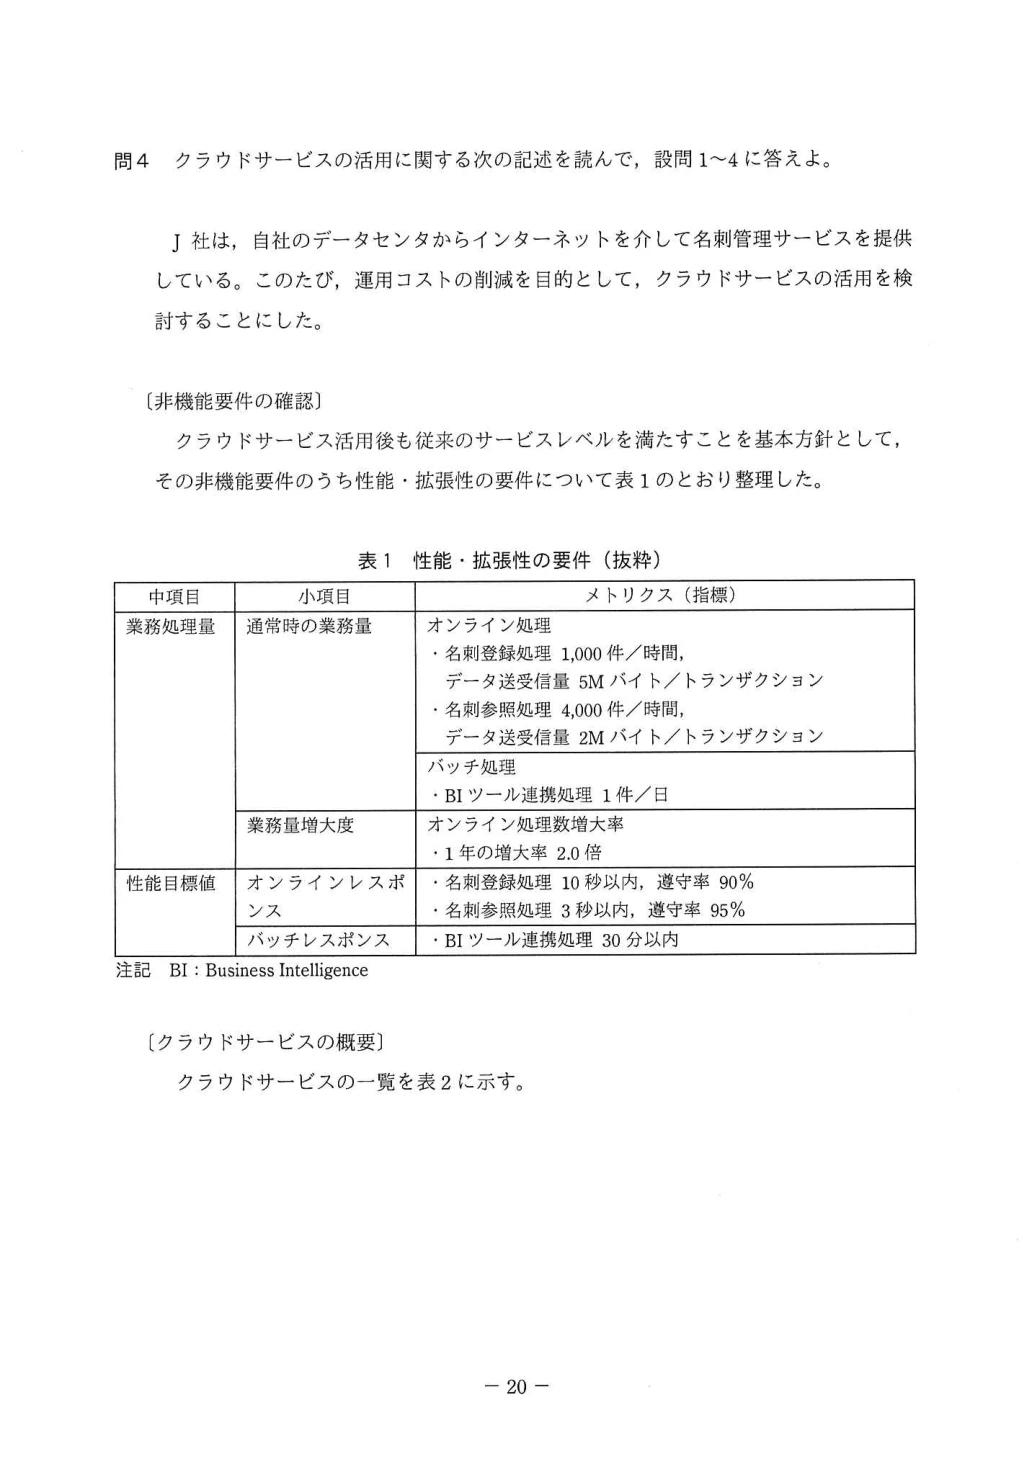 問4　クラウドサービスの活用に関する次の記述を読んで，設問1～4に答えよ。
J 社は，自社のデータセンタからインターネットを介して名刺管理サービスを提供
している。このたび，運用コストの削減を目的として，クラウドサービスの活用を検
討することにした。
〔非機能要件の確認〕
クラウドサービス活用後も従来のサービスレベルを満たすことを基本方針として，
その非機能要件のうち性能・拡張性の要件について表1のとおり整理した。
表1　性能・拡張性の要件（抜粋）
中項目　小項目　メトリクス（指標）
業務処理量　通常時の業務量　オンライン処理
・名刺登録処理 1,000 件／時間，
データ送受信量 5M バイト／トランザクション
・名刺参照処理 4,000 件／時間，
データ送受信量 2M バイト／トランザクション
バッチ処理
・BI ツール連携処理 1 件／日
業務量増大度　オンライン処理数増大率
・1 年の増大率 2.0 倍
性能目標値　オンラインレスポ　・名刺登録処理 10 秒以内，遵守率 90％
ンス　・名刺参照処理 3 秒以内，遵守率 95％
バッチレスポンス　・BI ツール連携処理 30 分以内
注記　BI：Business Intelligence
〔クラウドサービスの概要〕
クラウドサービスの一覧を表2に示す。
－ 20 －